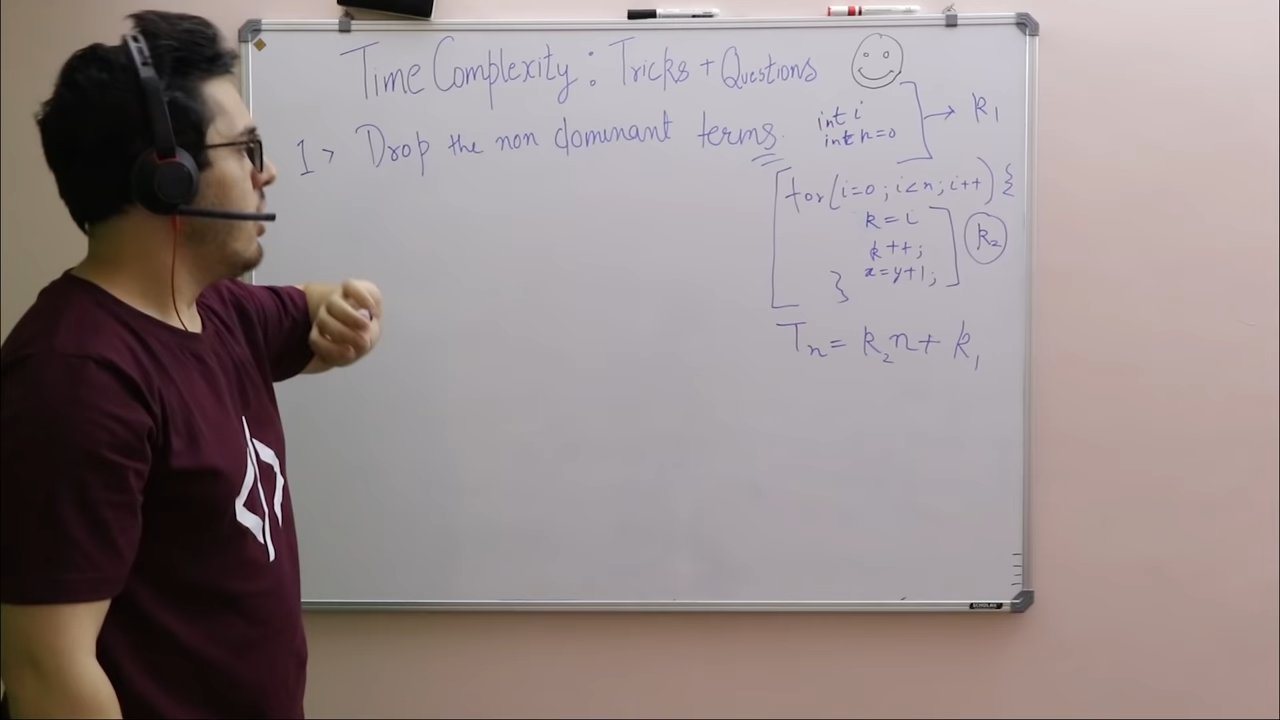 Time Complexity: Tricks + Questions
1> Drop the non dominant terms.
int i
int n=0
→ k1
for(i=0; i<n; i++){
k = i
k++;
x=y+1;
}
k2
Tn = k2n + k1